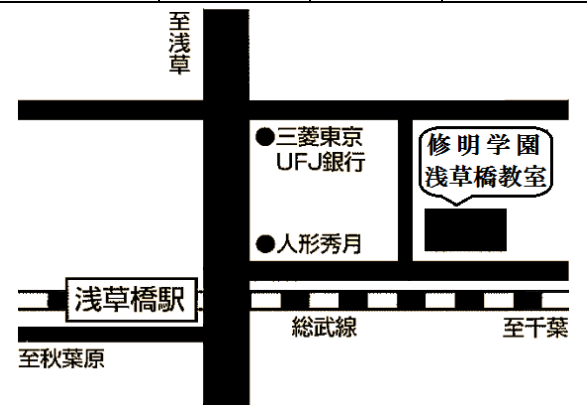 至浅草
●三菱東京
UFJ銀行
修明学園
浅草橋教室
●人形秀月
浅草橋駅
総武線
至千葉
至秋葉原